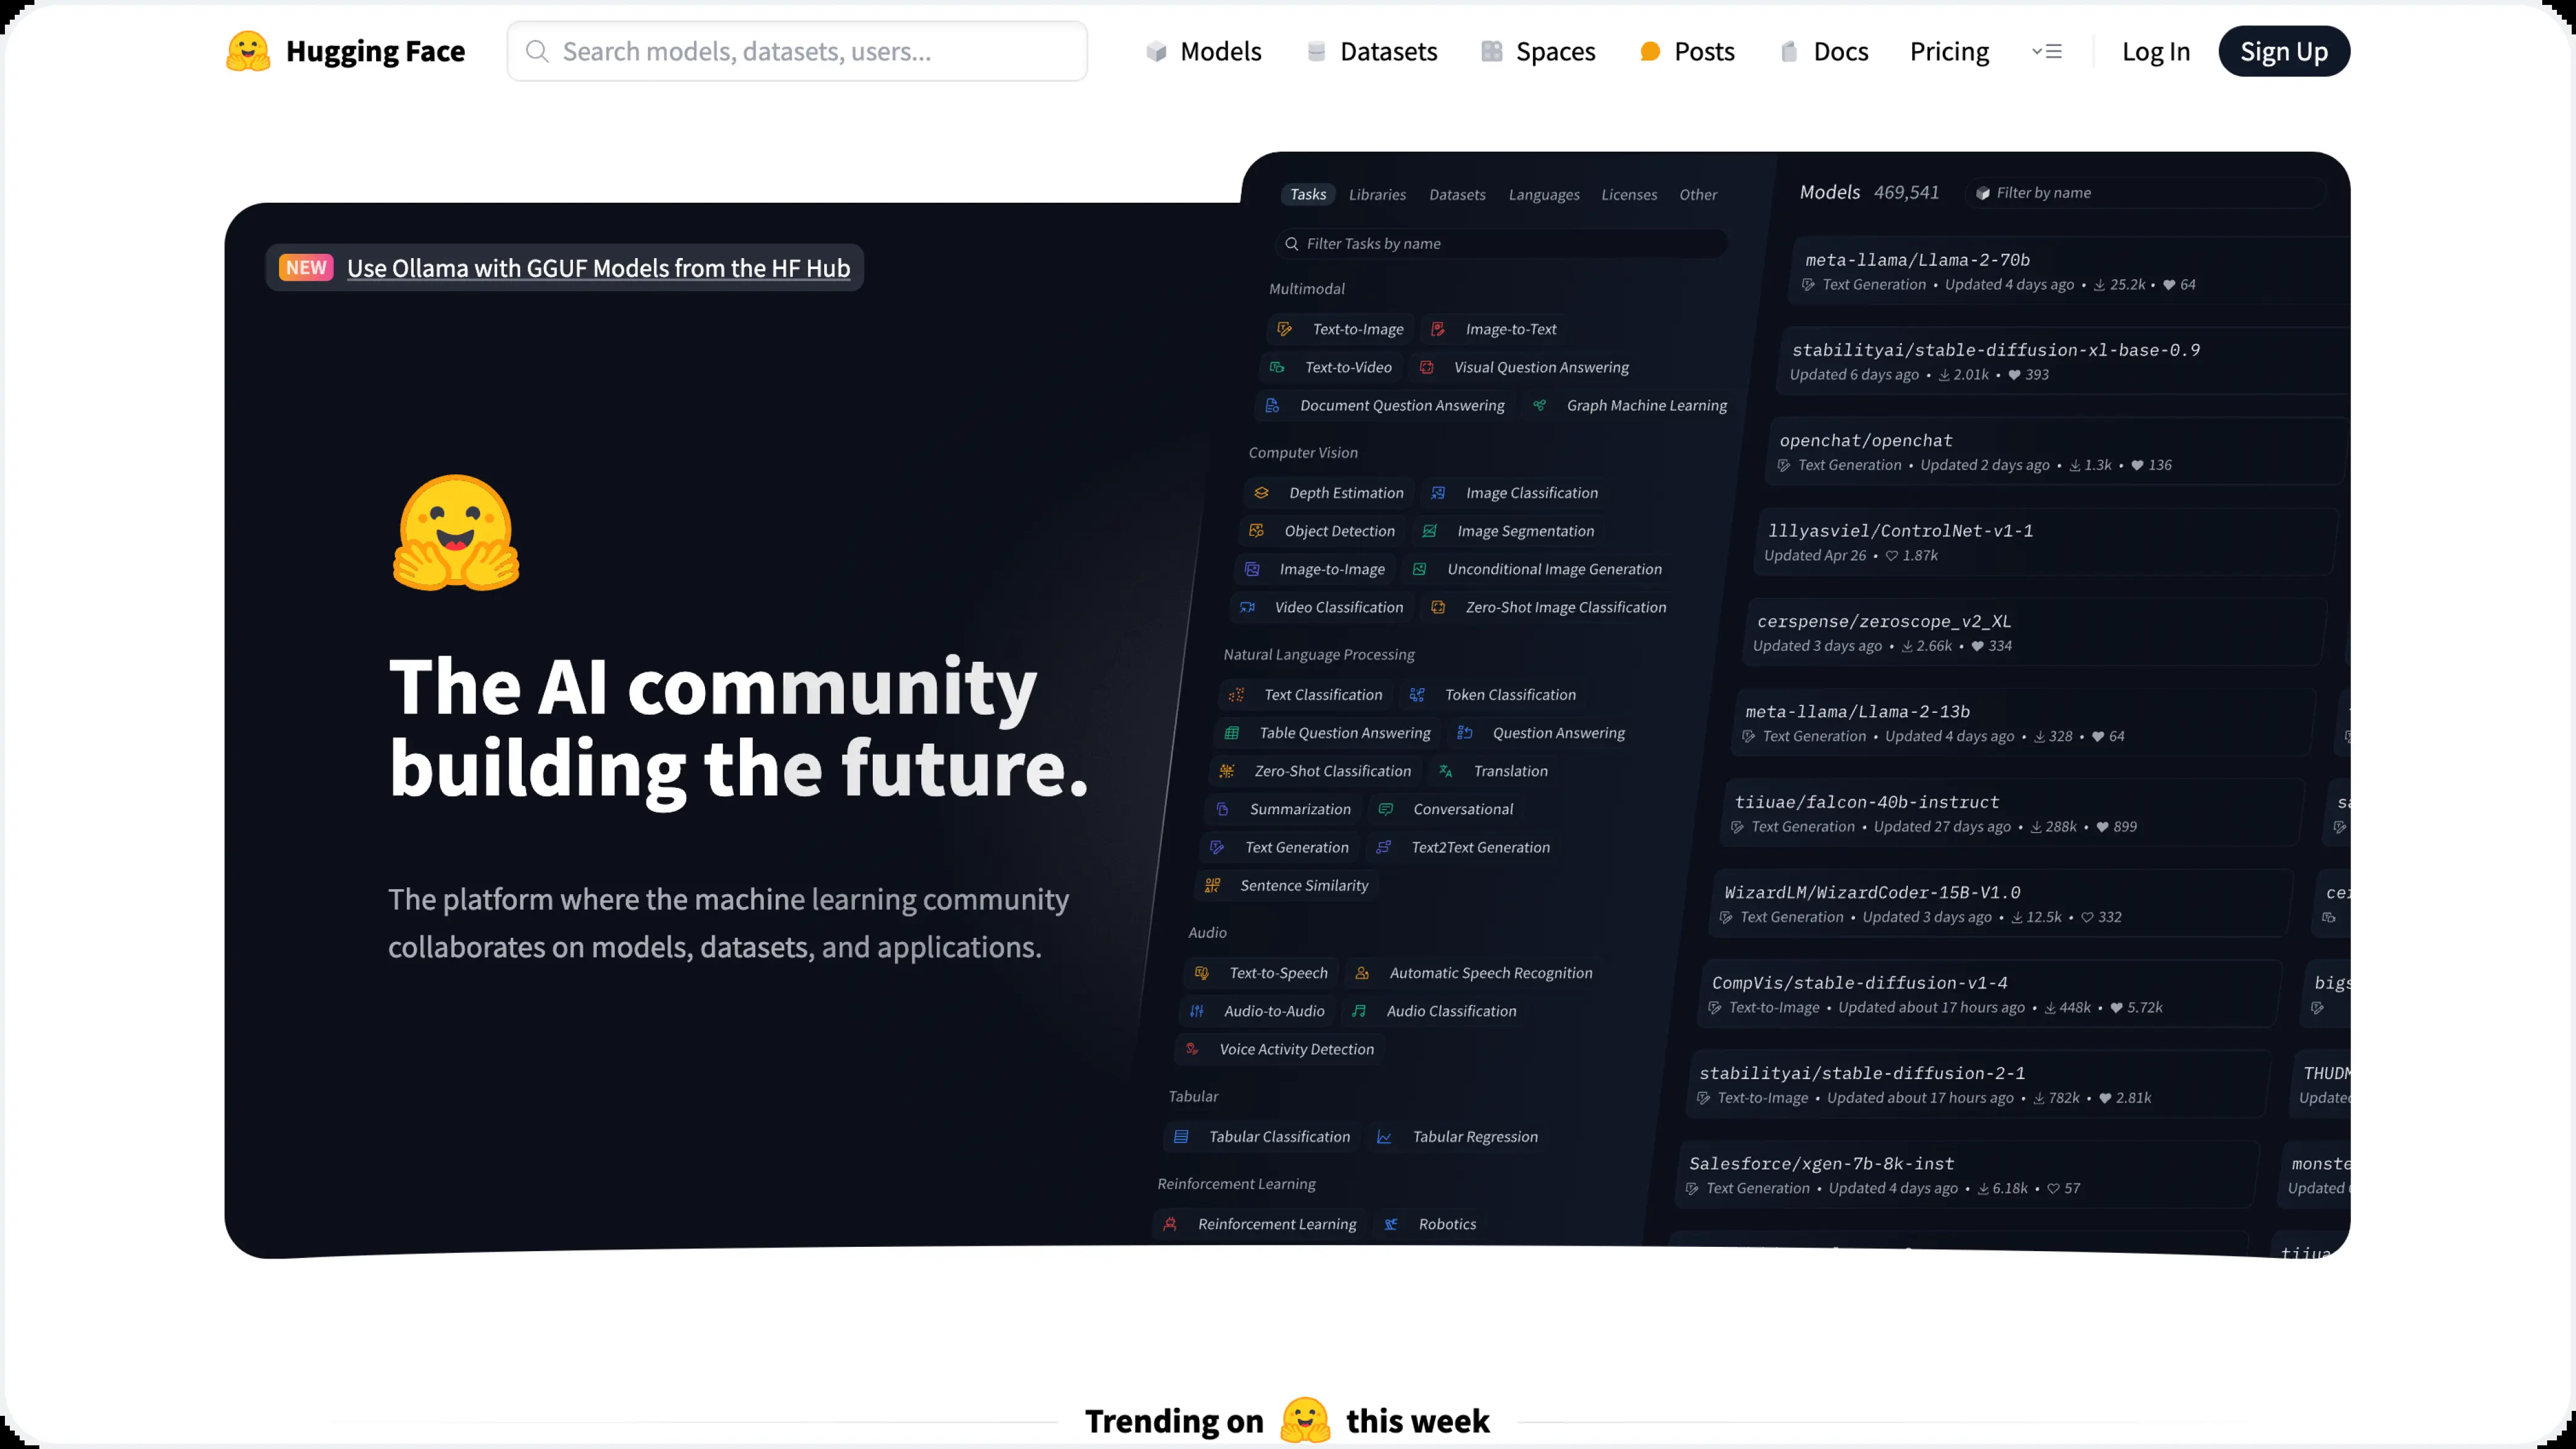 Hugging Face
Search models, datasets, users...
Models
Datasets
Spaces
Posts
Docs
Pricing
Log In
Sign Up
NEW Use Ollama with GGUF Models from the HF Hub
The AI community
building the future.
The platform where the machine learning community
collaborates on models, datasets, and applications.
Tasks Libraries Datasets Languages Licenses Other
Filter Tasks by name
Multimodal
Text-to-Image Image-to-Text
Text-to-Video Visual Question Answering
Document Question Answering Graph Machine Learning
Computer Vision
Depth Estimation Image Classification
Object Detection Image Segmentation
Image-to-Image Unconditional Image Generation
Video Classification Zero-Shot Image Classification
Natural Language Processing
Text Classification Token Classification
Table Question Answering Question Answering
Zero-Shot Classification Translation
Summarization Conversational
Text Generation Text2Text Generation
Sentence Similarity
Audio
Text-to-Speech Automatic Speech Recognition
Audio-to-Audio Audio Classification
Voice Activity Detection
Tabular
Tabular Classification Tabular Regression
Reinforcement Learning
Reinforcement Learning Robotics
Models 469,541 Filter by name
meta-llama/Llama-2-70b
Text Generation • Updated 4 days ago • 25.2k • 64
stabilityai/stable-diffusion-xl-base-0.9
Updated 6 days ago • 2.01k • 393
openchat/openchat
Text Generation • Updated 2 days ago • 1.3k • 136
lllyasviel/ControlNet-v1-1
Updated Apr 26 • 1.87k
cerspense/zeroscope_v2_XL
Updated 3 days ago • 2.66k • 334
meta-llama/Llama-2-13b
Text Generation • Updated 4 days ago • 328 • 64
tiiuae/falcon-40b-instruct
Text Generation • Updated 27 days ago • 288k • 899
WizardLM/WizardCoder-15B-V1.0
Text Generation • Updated 3 days ago • 12.5k • 332
CompVis/stable-diffusion-v1-4
Text-to-Image • Updated about 17 hours ago • 448k • 5.72k
bigs
stabilityai/stable-diffusion-2-1
Text-to-Image • Updated about 17 hours ago • 782k • 2.81k
THUDM
Updated
Salesforce/xgen-7b-8k-inst
Text Generation • Updated 4 days ago • 6.18k • 57
monste
Updated
Trending on this week